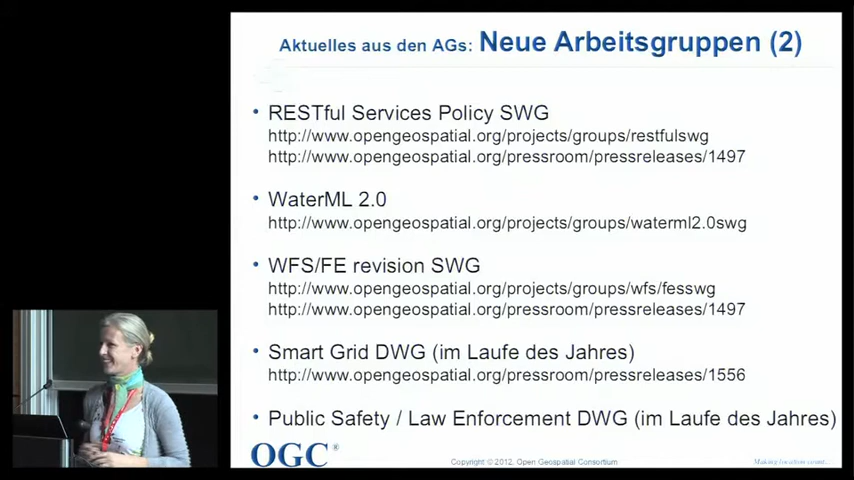 Aktuelles aus den AGs: Neue Arbeitsgruppen (2)
• RESTful Services Policy SWG
http://www.opengeospatial.org/projects/groups/restfulswg
http://www.opengeospatial.org/pressroom/pressreleases/1497
• WaterML 2.0
http://www.opengeospatial.org/projects/groups/waterml2.0swg
• WFS/FE revision SWG
http://www.opengeospatial.org/projects/groups/wfs/fesswg
http://www.opengeospatial.org/pressroom/pressreleases/1497
• Smart Grid DWG (im Laufe des Jahres)
http://www.opengeospatial.org/pressroom/pressreleases/1556
• Public Safety / Law Enforcement DWG (im Laufe des Jahres)
OGC®
Copyright © 2012, Open Geospatial Consortium
Making location count...